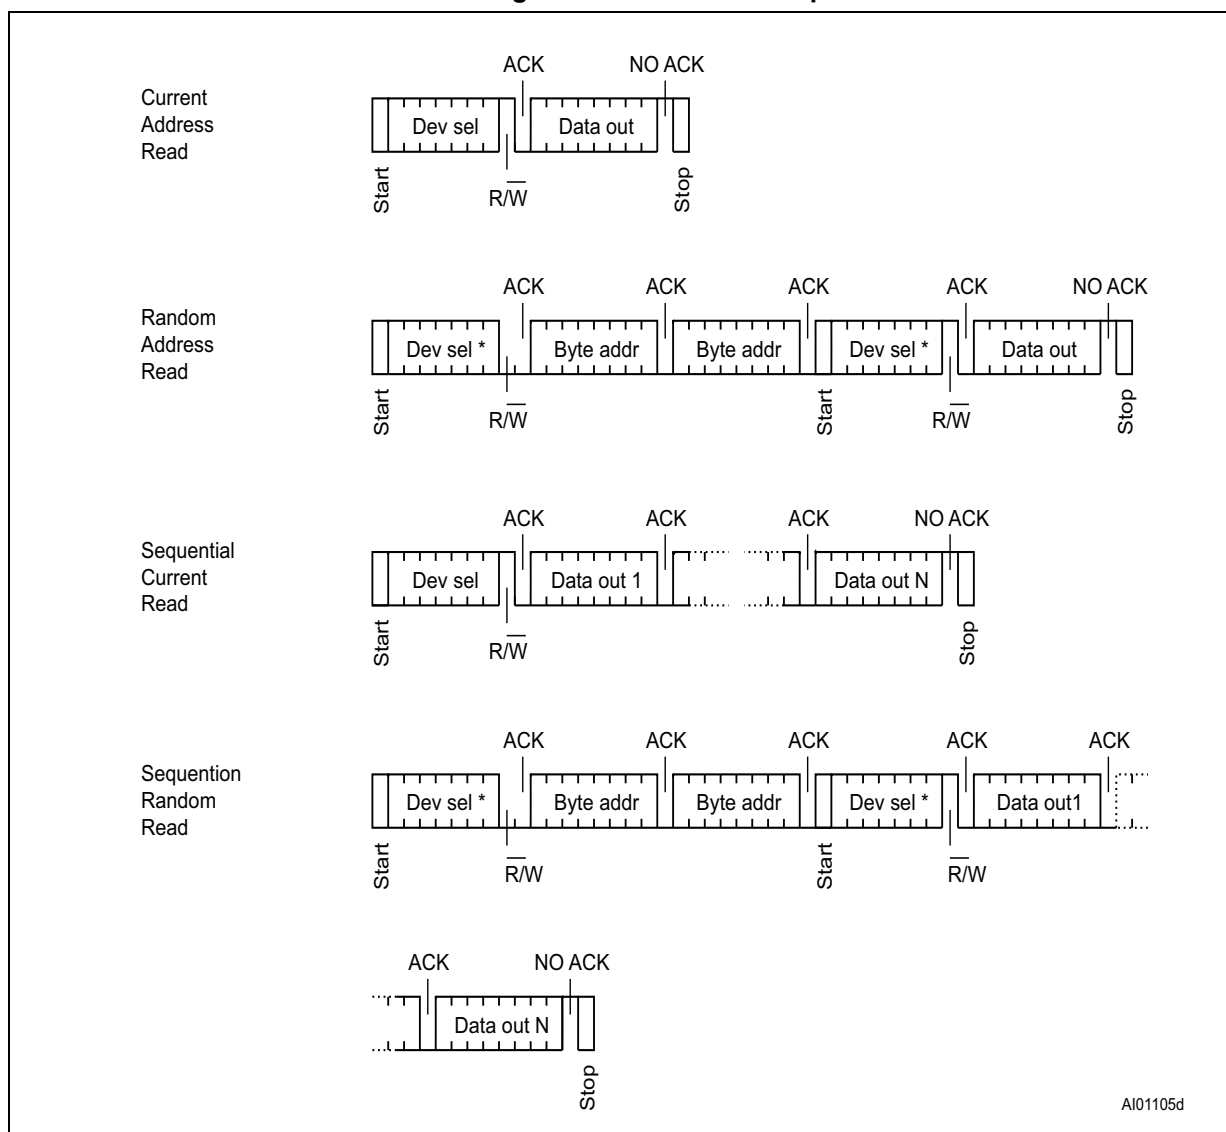 ACK NO ACK
Current
Address
Read
Dev sel Data out
Start R/W̅ Stop
ACK ACK ACK ACK NO ACK
Random
Address
Read
Dev sel * Byte addr Byte addr Dev sel * Data out
Start R/W̅ Start R/W̅ Stop
ACK ACK ACK NO ACK
Sequential
Current
Read
Dev sel Data out 1 Data out N
Start R/W̅ Stop
ACK ACK ACK ACK ACK
Sequention
Random
Read
Dev sel * Byte addr Byte addr Dev sel * Data out1
Start R̅/W Start R̅/W
ACK NO ACK
Data out N
Stop
AI01105d